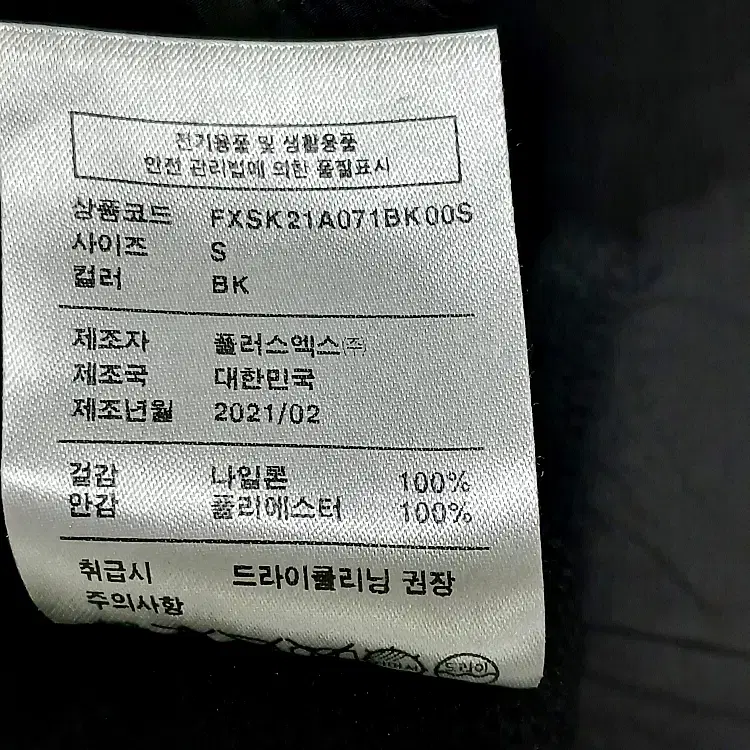 전기용품 및 생활용품
안전 관리법에 의한 품질표시
상품코드 FXSK21A071BK00S
사이즈 S
컬러 BK
제조자 플러스엑스㈜
제조국 대한민국
제조년월 2021/02
겉감 나일론 100%
안감 폴리에스터 100%
취급시 드라이클리닝 권장
주의사항
드라이